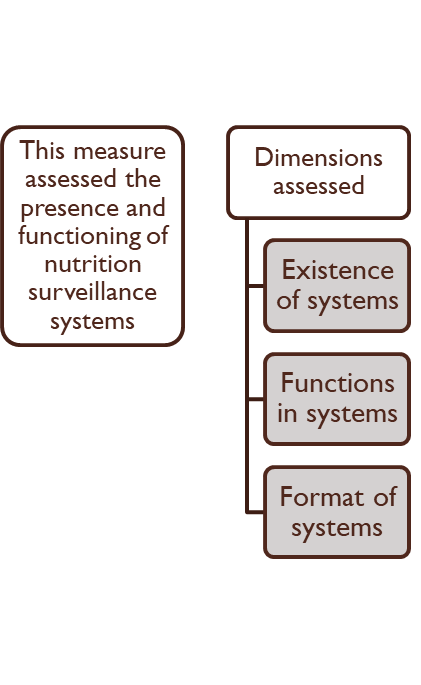 This measure
assessed the
presence and
functioning of
nutrition
surveillance
systems
Dimensions
assessed
Existence
of systems
Functions
in systems
Format of
systems